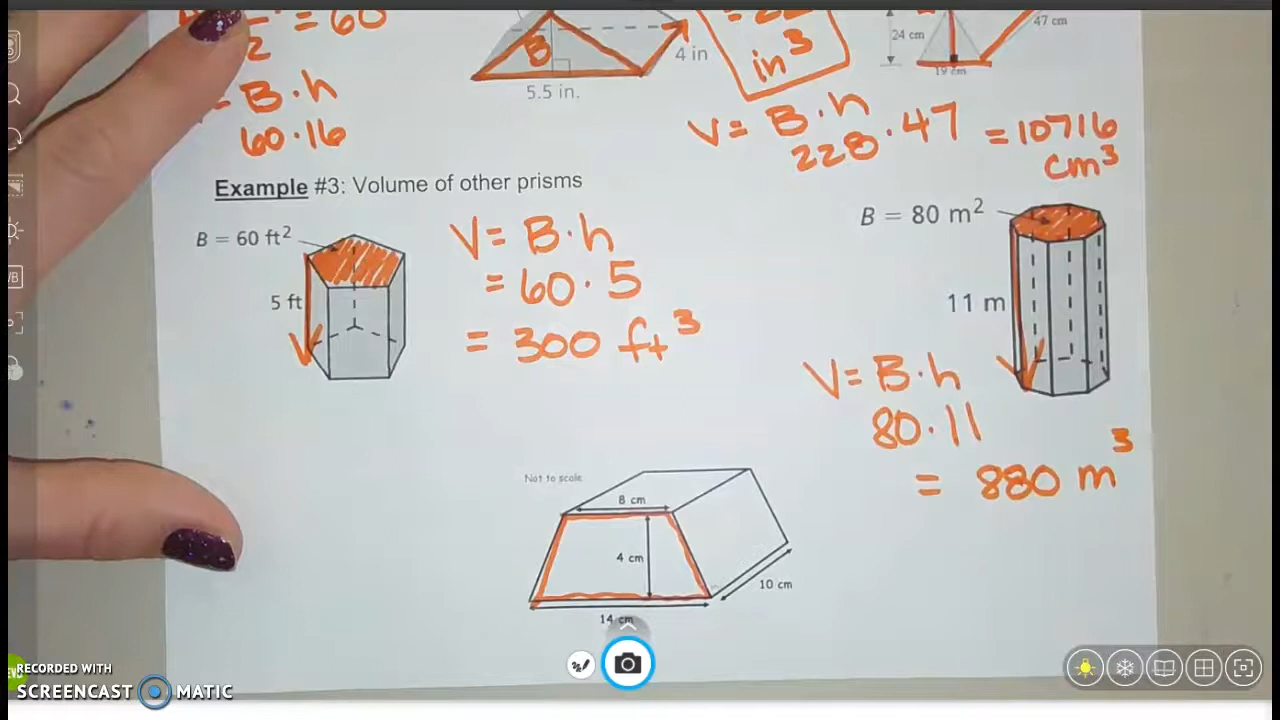 = 60
2
B
4 in
5.5 in.
in³
24 cm
47 cm
19 cm
= B·h
60·16
V = B·h
228·47 = 10716
cm³
Example #3: Volume of other prisms
B = 60 ft²
5 ft
V = B·h
= 60·5
= 300 ft³
B = 80 m²
11 m
V = B·h
80·11
= 880 m³
Not to scale
8 cm
4 cm
10 cm
14 cm
RECORDED WITH
SCREENCAST MATIC